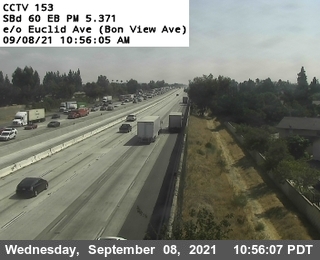 CCTV 153
SBd 60 EB PM 5.371
e/o Euclid Ave (Bon View Ave)
09/08/21 10:56:05 AM
Wednesday, September 08, 2021 10:56:07 PDT